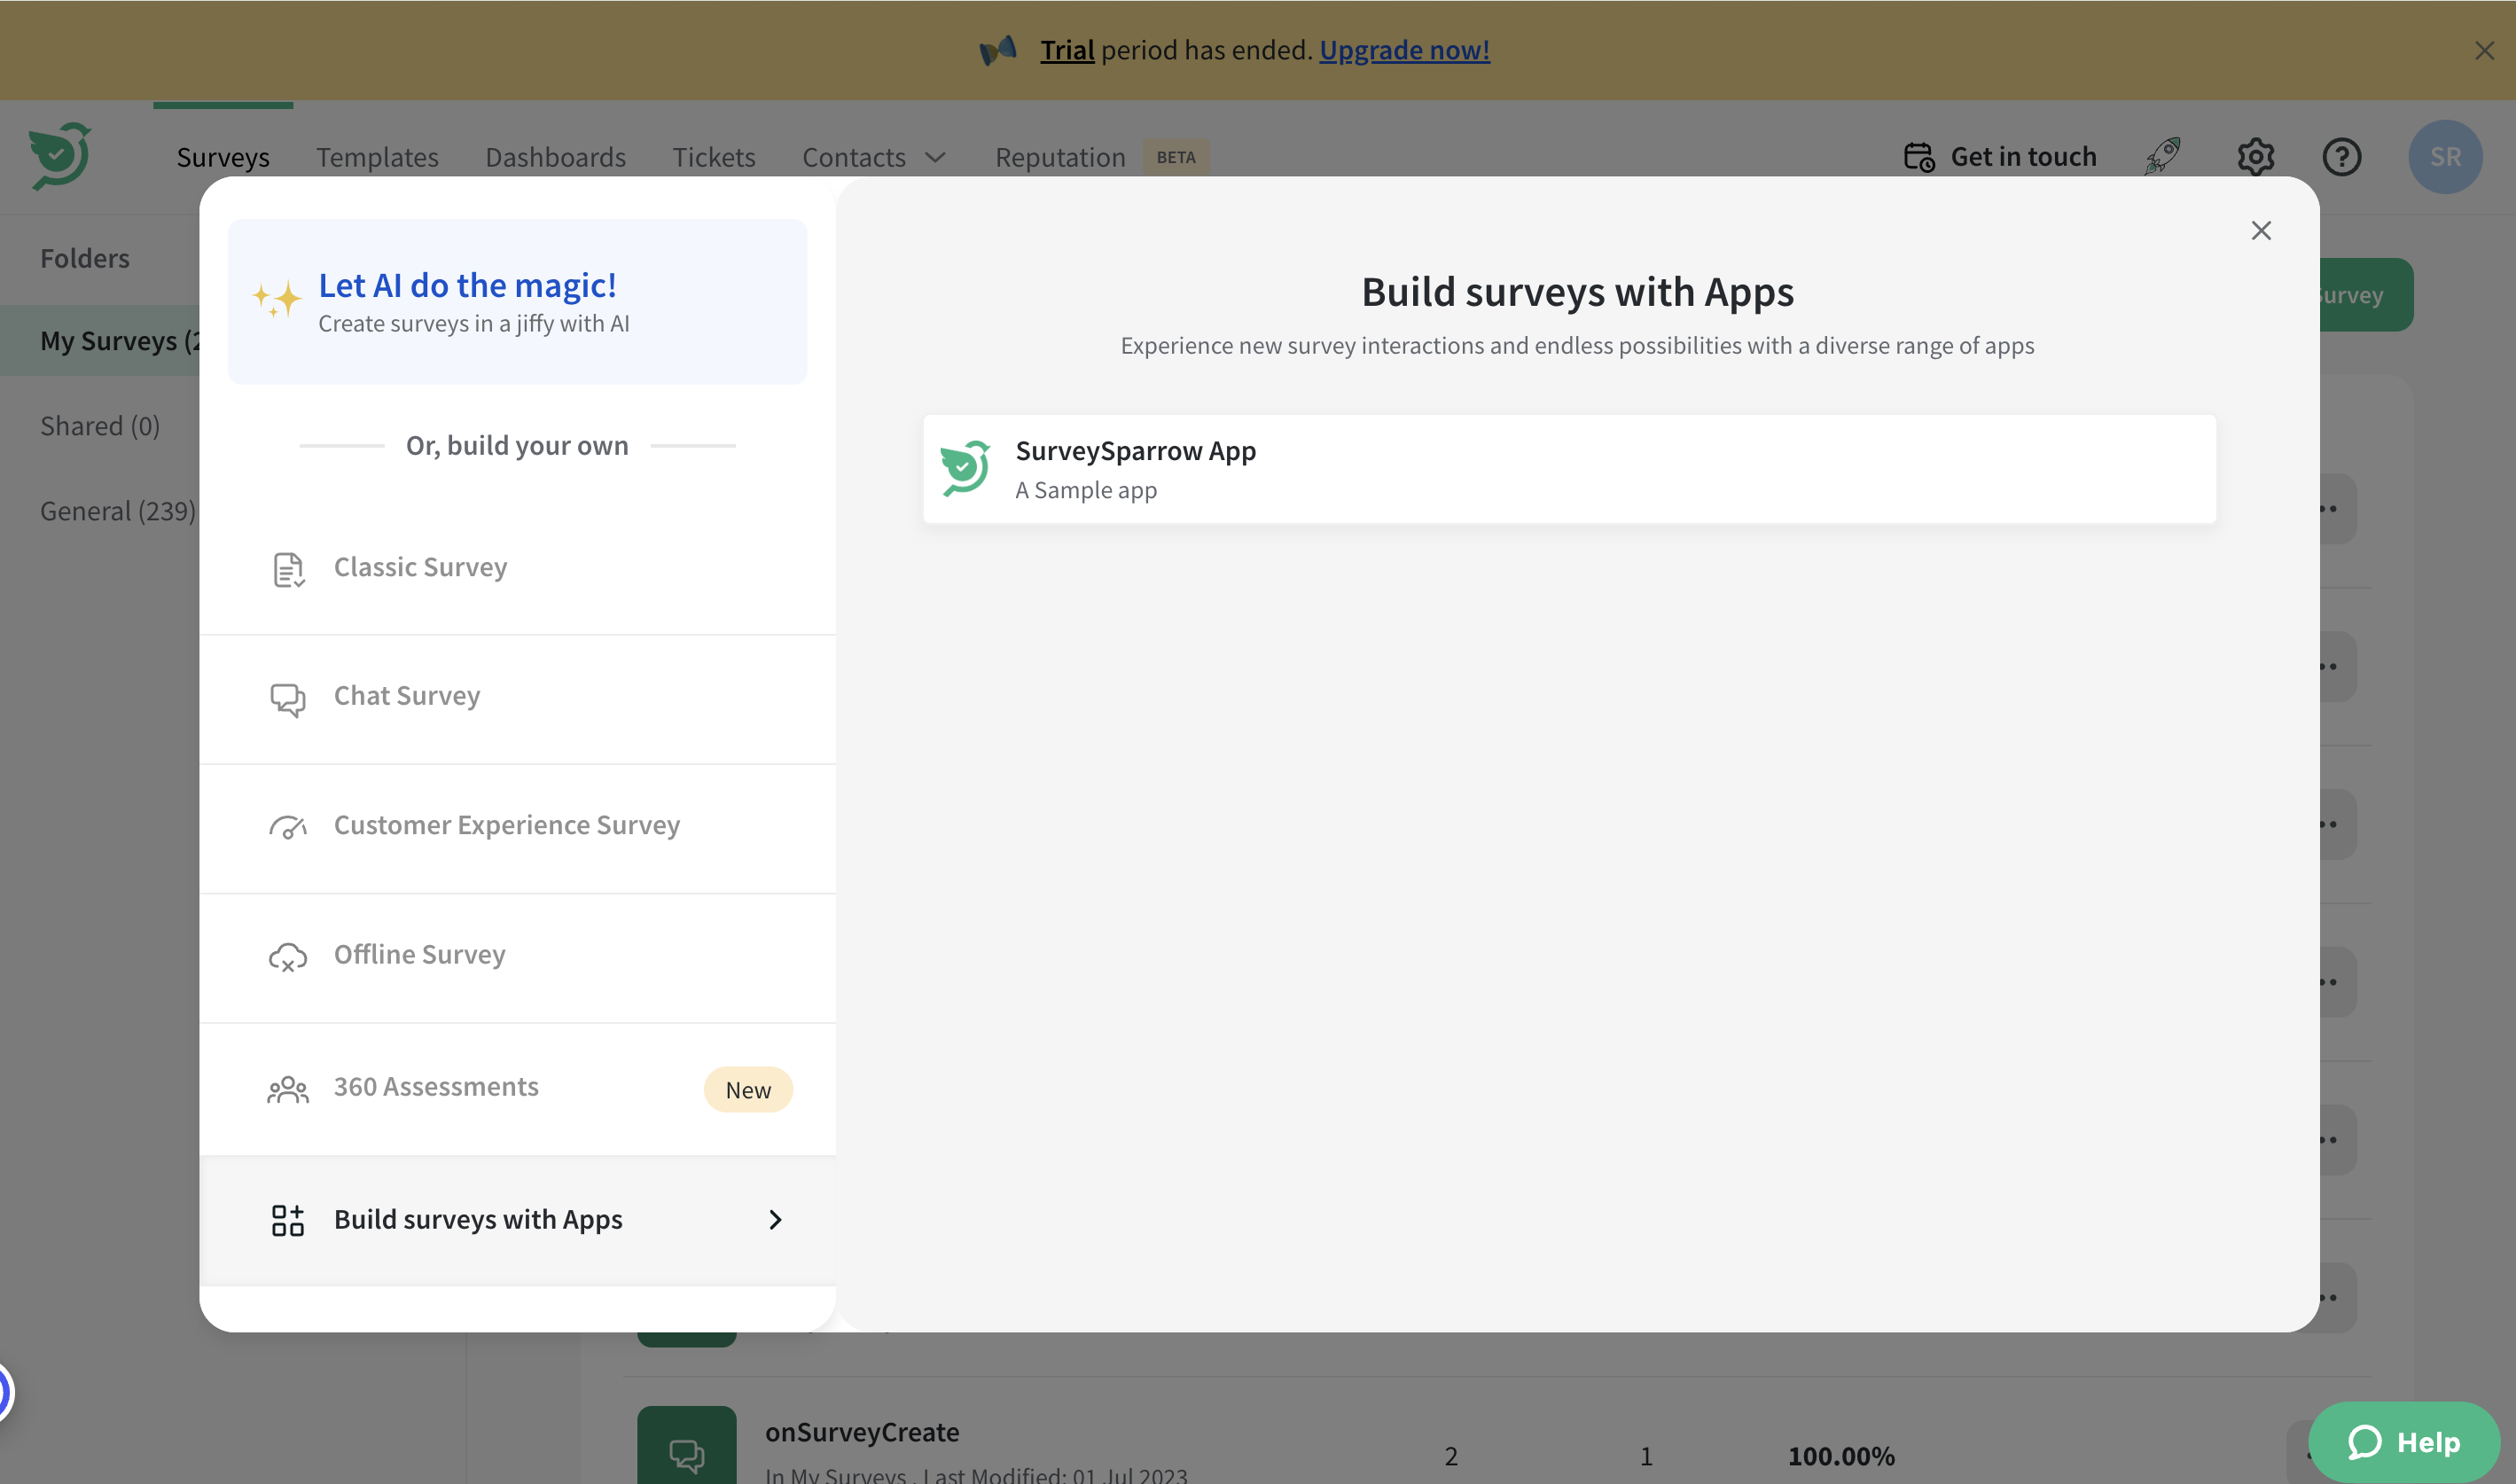 Trial period has ended. Upgrade now!
Surveys
Templates
Dashboards
Tickets
Contacts
Reputation
BETA
Get in touch
SR
Folders
My Surveys
Shared (0)
General (239)
Let AI do the magic!
Create surveys in a jiffy with AI
Or, build your own
Classic Survey
Chat Survey
Customer Experience Survey
Offline Survey
360 Assessments
New
Build surveys with Apps
Build surveys with Apps
Experience new survey interactions and endless possibilities with a diverse range of apps
SurveySparrow App
A Sample app
Survey
onSurveyCreate
In My Surveys . Last Modified: 01 Jul 2023
2
1
100.00%
Help